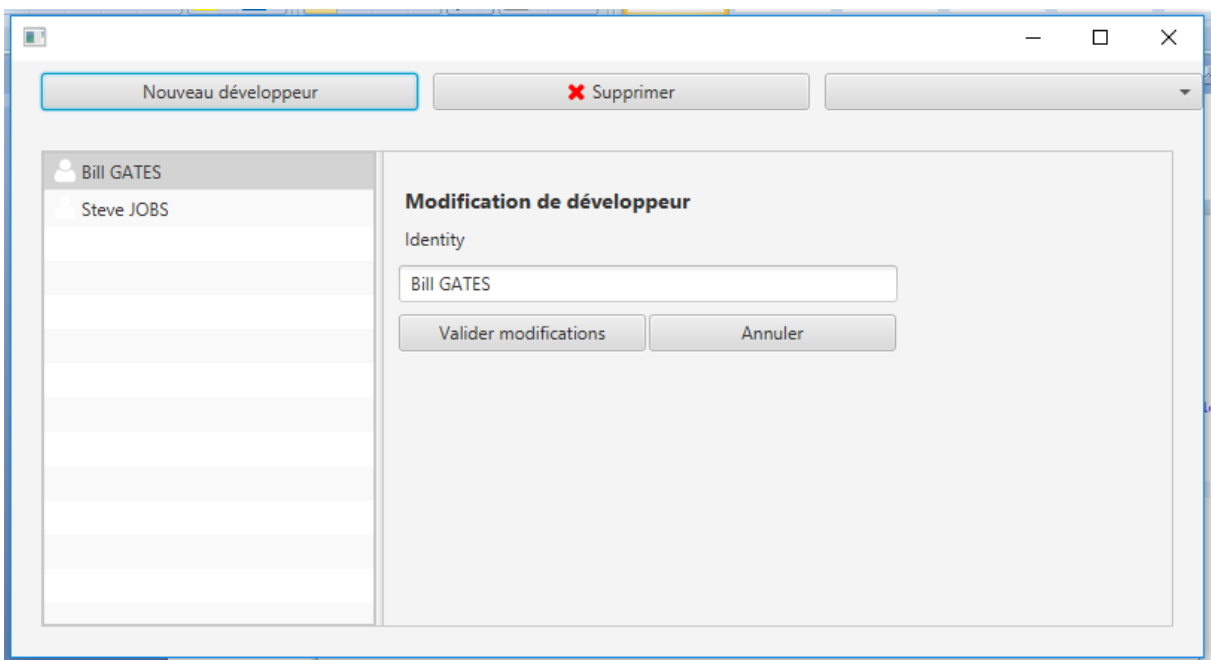 Nouveau développeur
Supprimer
Bill GATES
Steve JOBS
Modification de développeur
Identity
Bill GATES
Valider modifications
Annuler